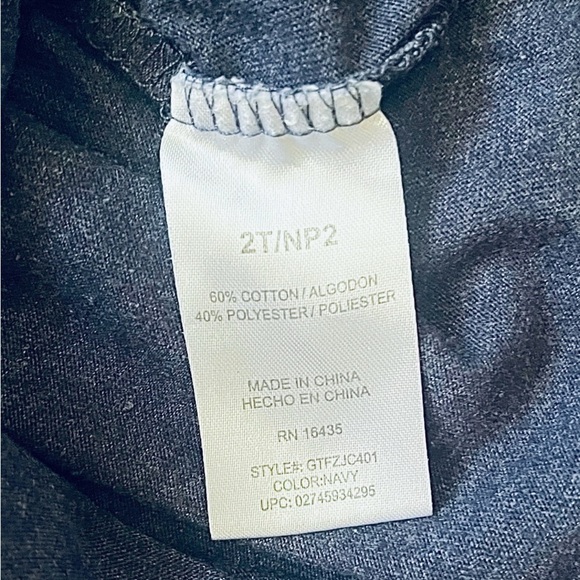 2T/NP2
60% COTTON / ALGODON
40% POLYESTER / POLIESTER
MADE IN CHINA
HECHO EN CHINA
RN 16435
STYLE#: GTFZJC401
COLOR:NAVY
UPC: 02745934295